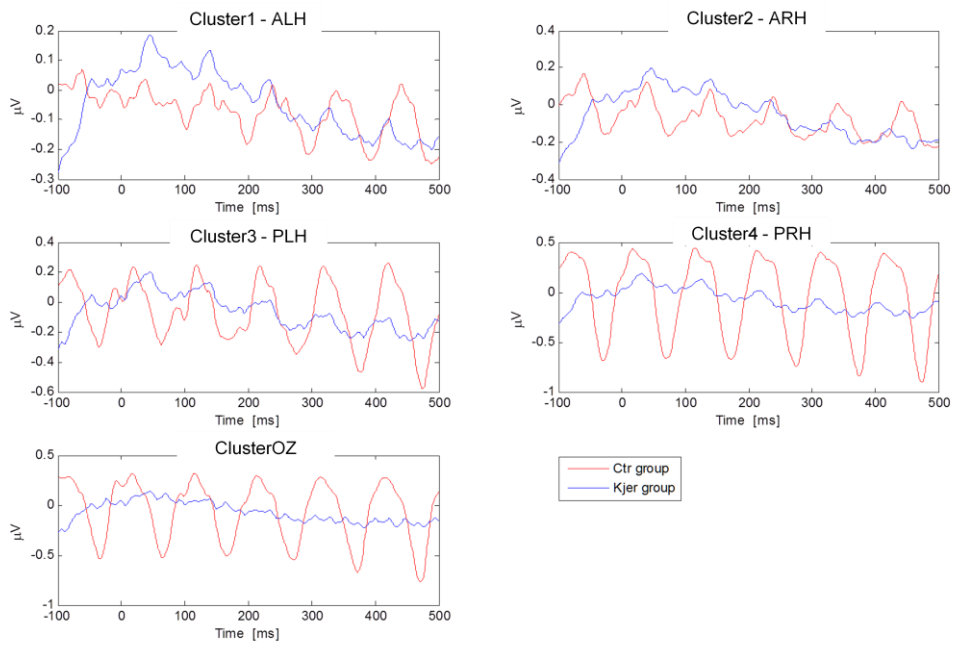 Cluster1 - ALH
0.2
0.1
0
-0.1
-0.2
-0.3
µV
-100 0 100 200 300 400 500
Time [ms]
Cluster2 - ARH
0.4
0.2
0
-0.2
-0.4
µV
-100 0 100 200 300 400 500
Time [ms]
Cluster3 - PLH
0.4
0.2
0
-0.2
-0.4
-0.6
µV
-100 0 100 200 300 400 500
Time [ms]
Cluster4 - PRH
0.5
0
-0.5
-1
µV
-100 0 100 200 300 400 500
Time [ms]
ClusterOZ
0.5
0
-0.5
-1
µV
-100 0 100 200 300 400 500
Time [ms]
Ctr group
Kjer group